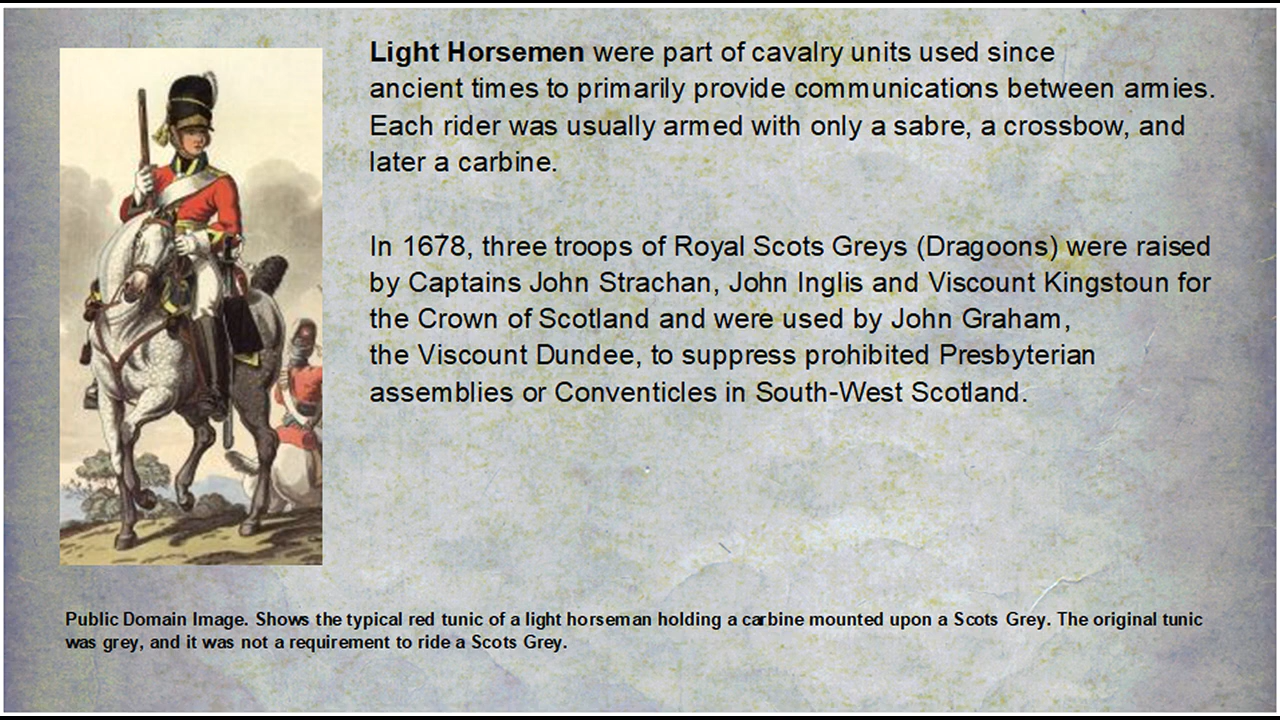 Light Horsemen were part of cavalry units used since
ancient times to primarily provide communications between armies.
Each rider was usually armed with only a sabre, a crossbow, and
later a carbine.
In 1678, three troops of Royal Scots Greys (Dragoons) were raised
by Captains John Strachan, John Inglis and Viscount Kingstoun for
the Crown of Scotland and were used by John Graham,
the Viscount Dundee, to suppress prohibited Presbyterian
assemblies or Conventicles in South-West Scotland.
Public Domain Image. Shows the typical red tunic of a light horseman holding a carbine mounted upon a Scots Grey. The original tunic
was grey, and it was not a requirement to ride a Scots Grey.